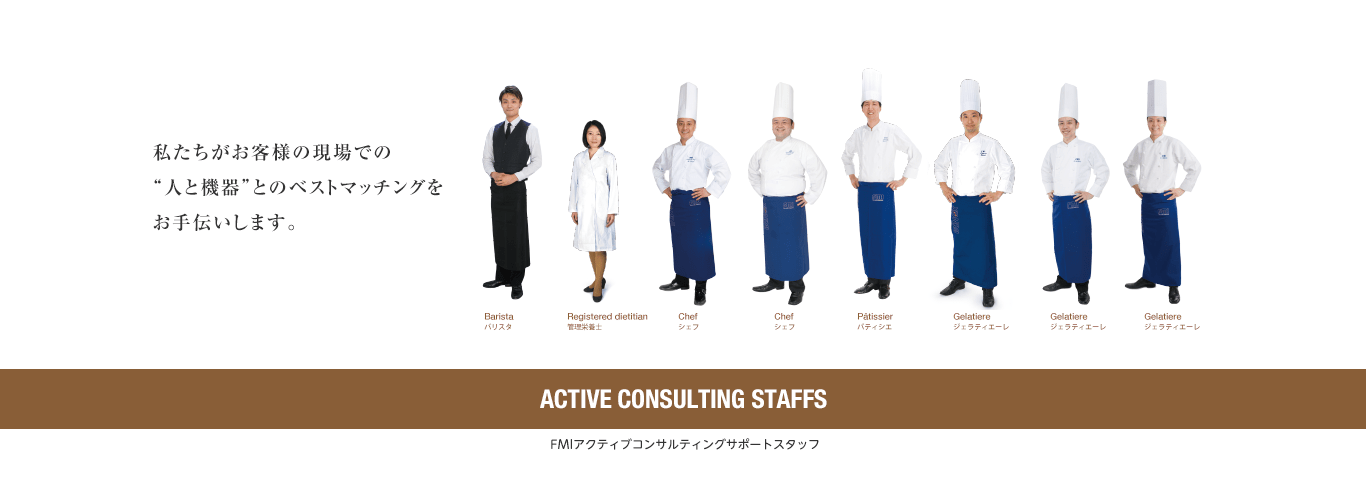 私たちがお客様の現場での
“人と機器”とのベストマッチングを
お手伝いします。
Barista
バリスタ
Registered dietitian
管理栄養士
Chef
シェフ
Chef
シェフ
Pâtissier
パティシエ
Gelatiere
ジェラティエーレ
Gelatiere
ジェラティエーレ
Gelatiere
ジェラティエーレ
ACTIVE CONSULTING STAFFS
FMIアクティブコンサルティングサポートスタッフ